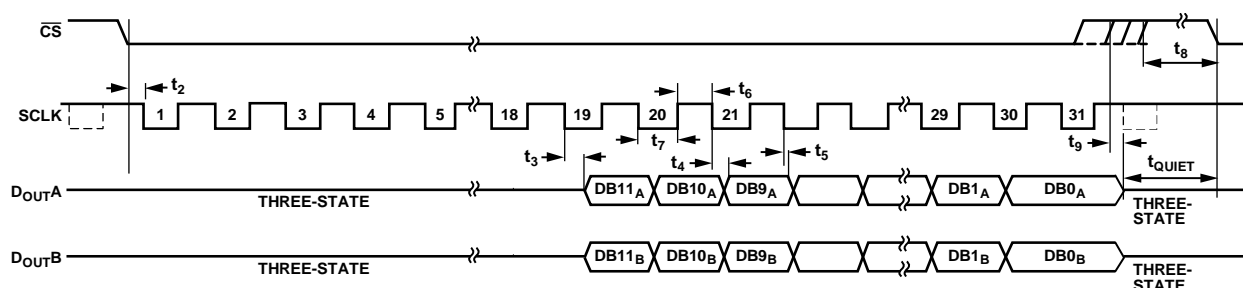 CS
t8
t2
t6
SCLK
1 2 3 4 5 18 19 20 21 29 30 31
t7
t9
t3
t4
t5
tQUIET
DOUTA
THREE-STATE
DB11A DB10A DB9A DB1A DB0A
THREE-
STATE
DOUTB
THREE-STATE
DB11B DB10B DB9B DB1B DB0B
THREE-
STATE